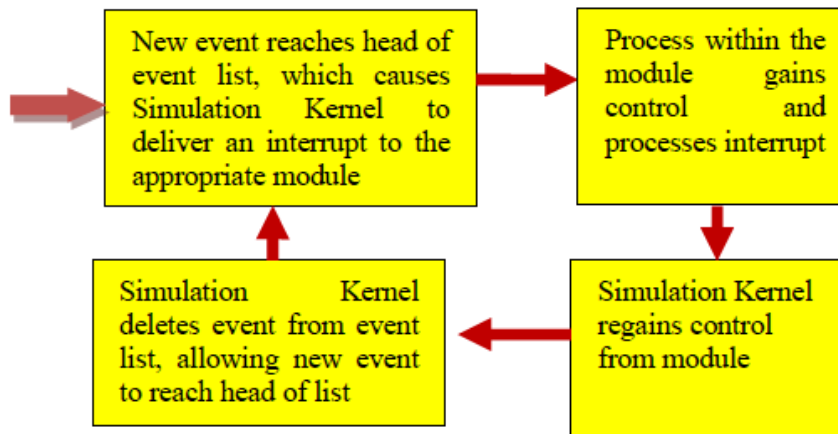 New event reaches head of
event list, which causes
Simulation Kernel to
deliver an interrupt to the
appropriate module
Process within the
module gains
control and
processes interrupt
Simulation Kernel
deletes event from event
list, allowing new event
to reach head of list
Simulation Kernel
regains control
from module